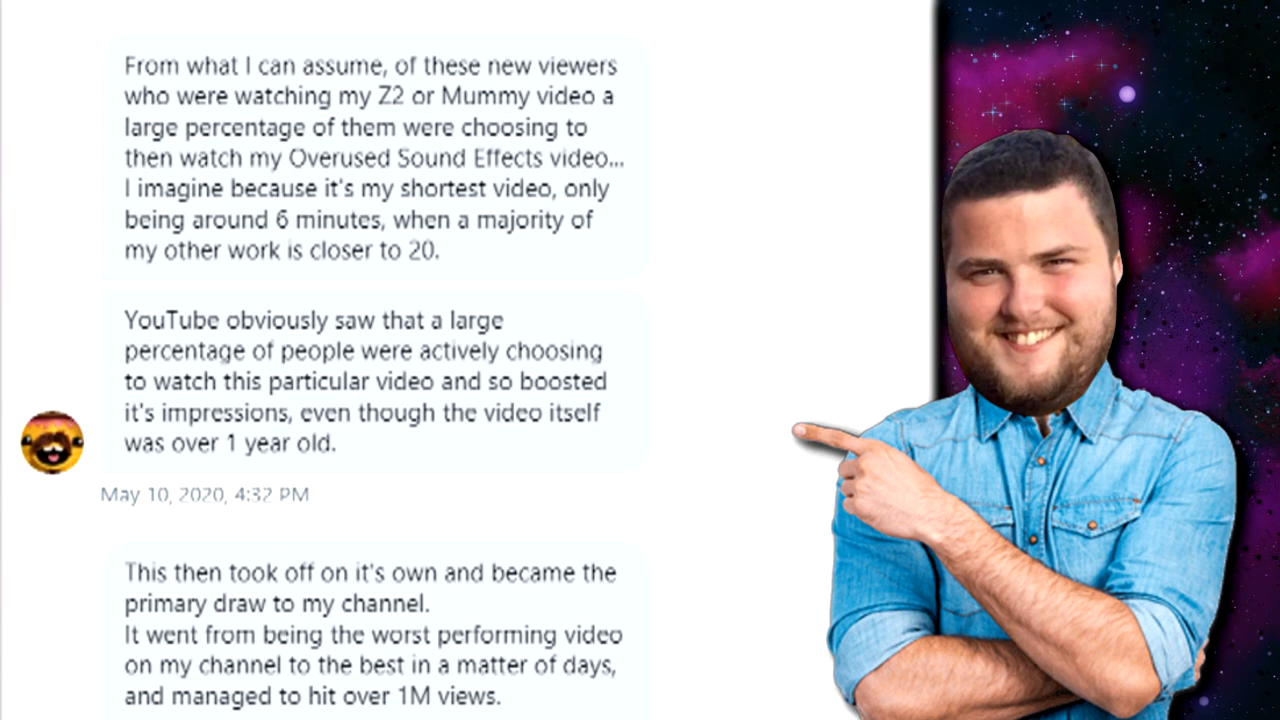 From what I can assume, of these new viewers
who were watching my Z2 or Mummy video a
large percentage of them were choosing to
then watch my Overused Sound Effects video...
I imagine because it's my shortest video, only
being around 6 minutes, when a majority of
my other work is closer to 20.
YouTube obviously saw that a large
percentage of people were actively choosing
to watch this particular video and so boosted
it's impressions, even though the video itself
was over 1 year old.
May 10, 2020, 4:32 PM
This then took off on it's own and became the
primary draw to my channel.
It went from being the worst performing video
on my channel to the best in a matter of days,
and managed to hit over 1M views.